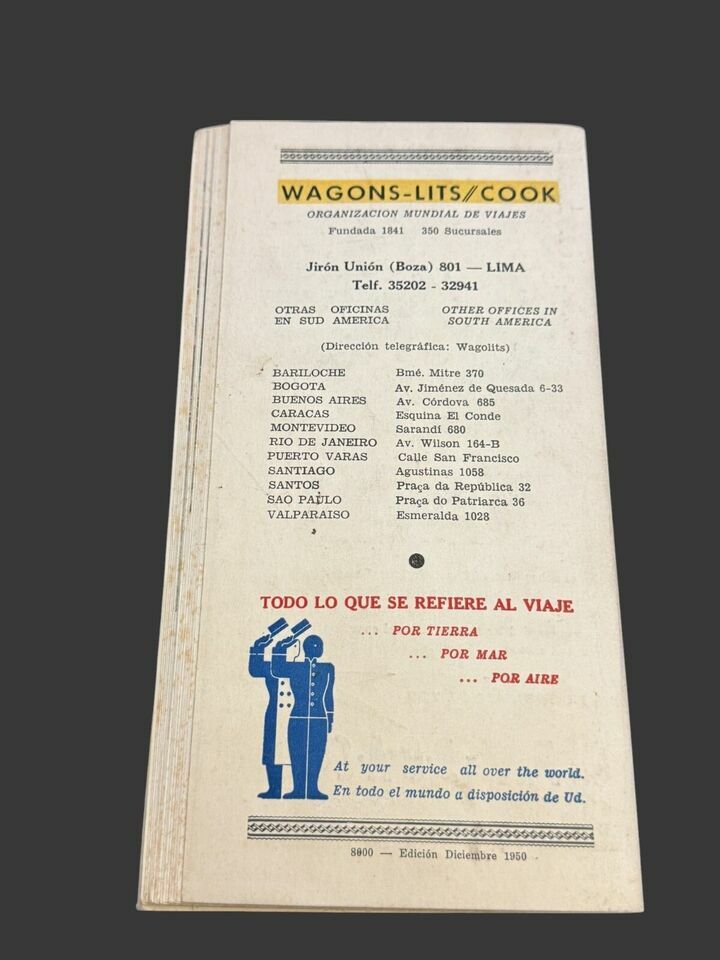 WAGONS-LITS//COOK
ORGANIZACION MUNDIAL DE VIAJES
Fundada 1841 350 Sucursales
Jirón Unión (Boza) 801 — LIMA
Telf. 35202 - 32941
OTRAS OFICINAS
EN SUD AMERICA
OTHER OFFICES IN
SOUTH AMERICA
(Dirección telegráfica: Wagolits)
BARILOCHE Bmé. Mitre 370
BOGOTA Av. Jiménez de Quesada 6-33
BUENOS AIRES Av. Córdova 685
CARACAS Esquina El Conde
MONTEVIDEO Sarandí 680
RIO DE JANEIRO Av. Wilson 164-B
PUERTO VARAS Calle San Francisco
SANTIAGO Agustinas 1058
SANTOS Praça da República 32
SAO PAULO Praça do Patriarca 36
VALPARAISO Esmeralda 1028
TODO LO QUE SE REFIERE AL VIAJE
... POR TIERRA
... POR MAR
... POR AIRE
At your service all over the world.
En todo el mundo a disposición de Ud.
8000 — Edición Diciembre 1950